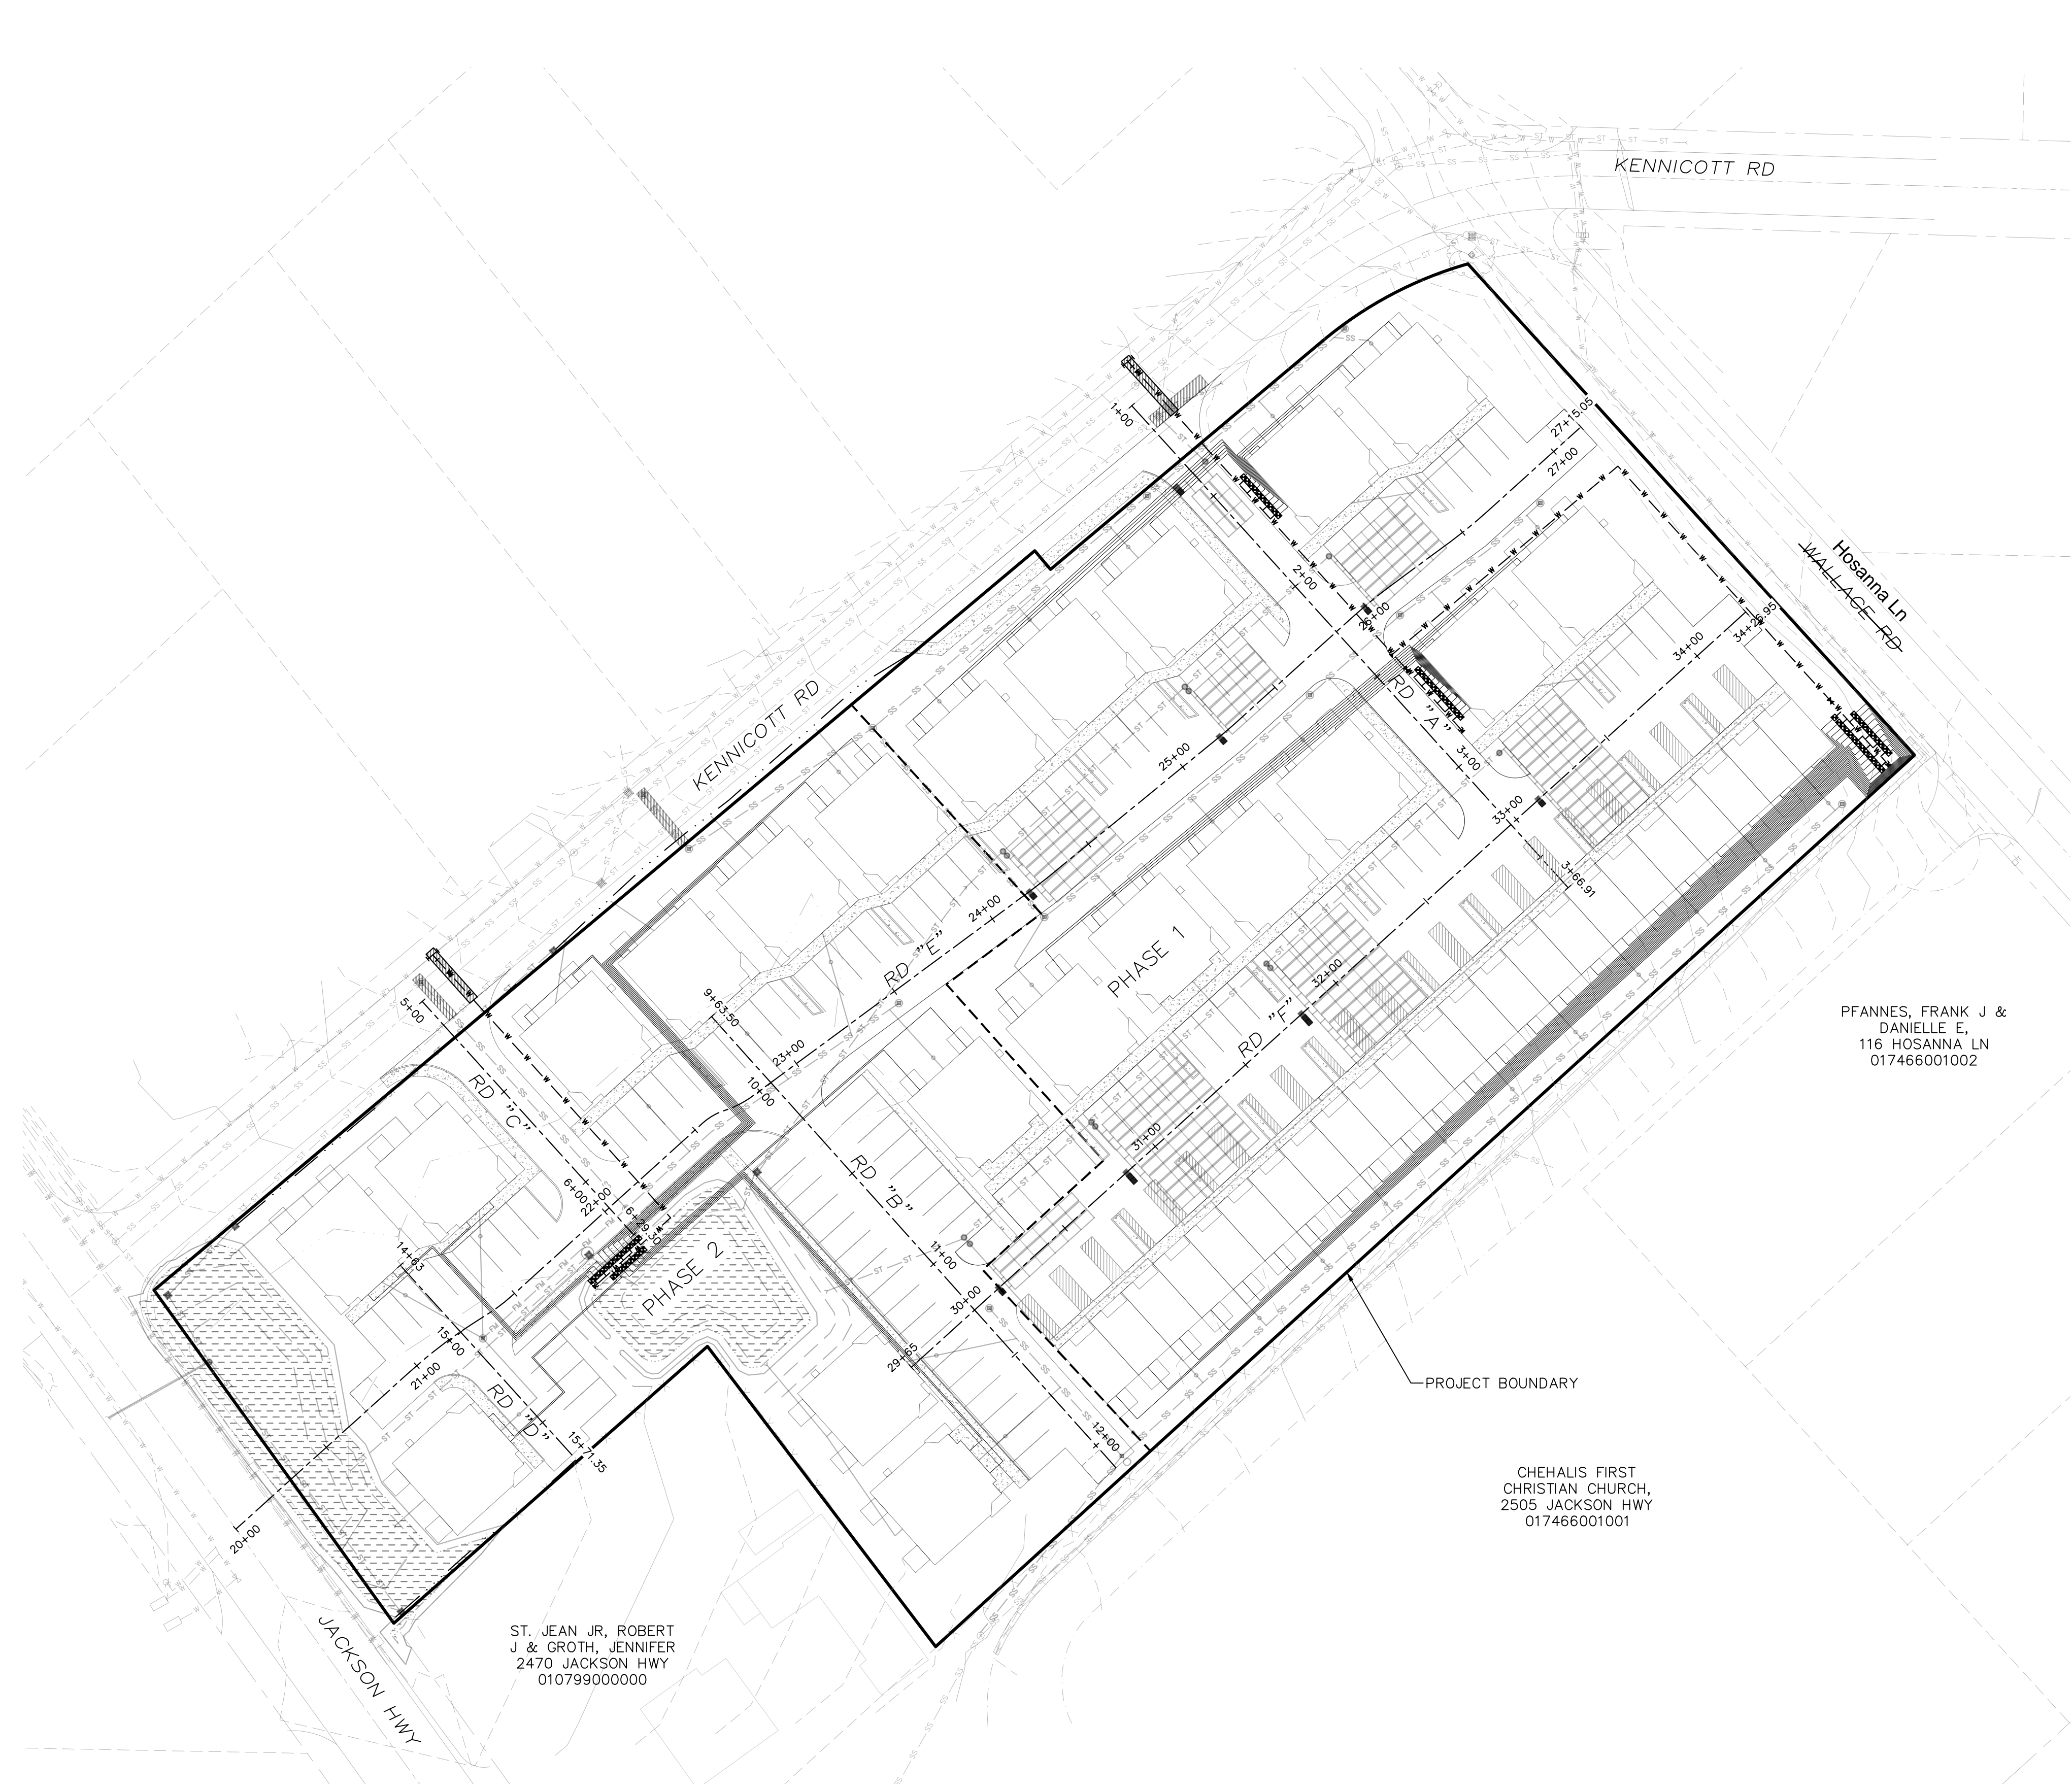 KENNICOTT RD
1+00
27+15.05
27+00
Hosanna Ln
WALLACE RD
2+00
26+00
34+26.95
34+00
RD "A"
KENNICOTT RD
25+00
3+00
33+00
3+66.91
24+00
RD "E"
PHASE 1
32+00
9+63.50
5+00
RD "F"
23+00
10+00
RD "C"
31+00
PFANNES, FRANK J &
DANIELLE E,
116 HOSANNA LN
017466001002
RD "B"
6+00
22+00
6+29.30
14+63
PHASE 2
11+00
30+00
15+00
29+65
21+00
RD "D"
PROJECT BOUNDARY
15+71.35
12+00
20+00
CHEHALIS FIRST
CHRISTIAN CHURCH,
2505 JACKSON HWY
017466001001
ST. JEAN JR, ROBERT
J & GROTH, JENNIFER
2470 JACKSON HWY
010799000000
JACKSON HWY